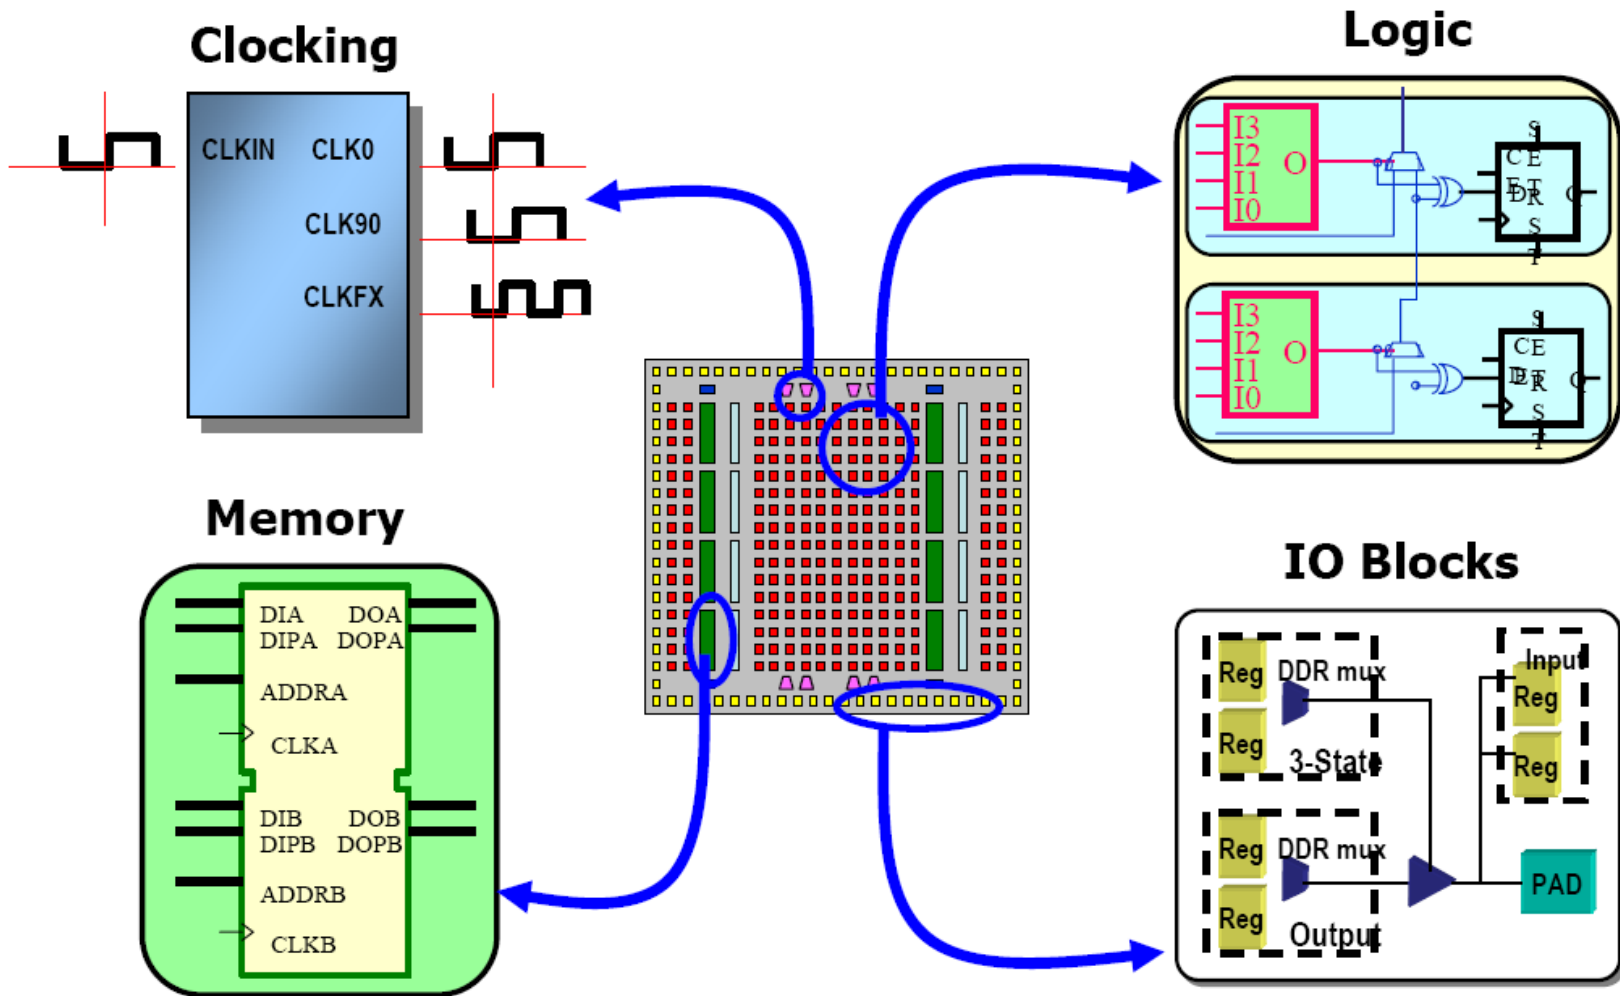 Clocking
CLKIN CLK0
CLK90
CLKFX
Logic
I3
I2
I1
I0
O
S
CE
D
E
T
R
Q
S
T
I3
I2
I1
I0
O
S
CE
D
E
T
R
Q
S
T
Memory
DIA DOA
DIPA DOPA
ADDRA
CLKA
DIB DOB
DIPB DOPB
ADDRB
CLKB
IO Blocks
Reg DDR mux
Reg
3-State
Input
Reg
Reg
Reg DDR mux
Reg
Output
PAD